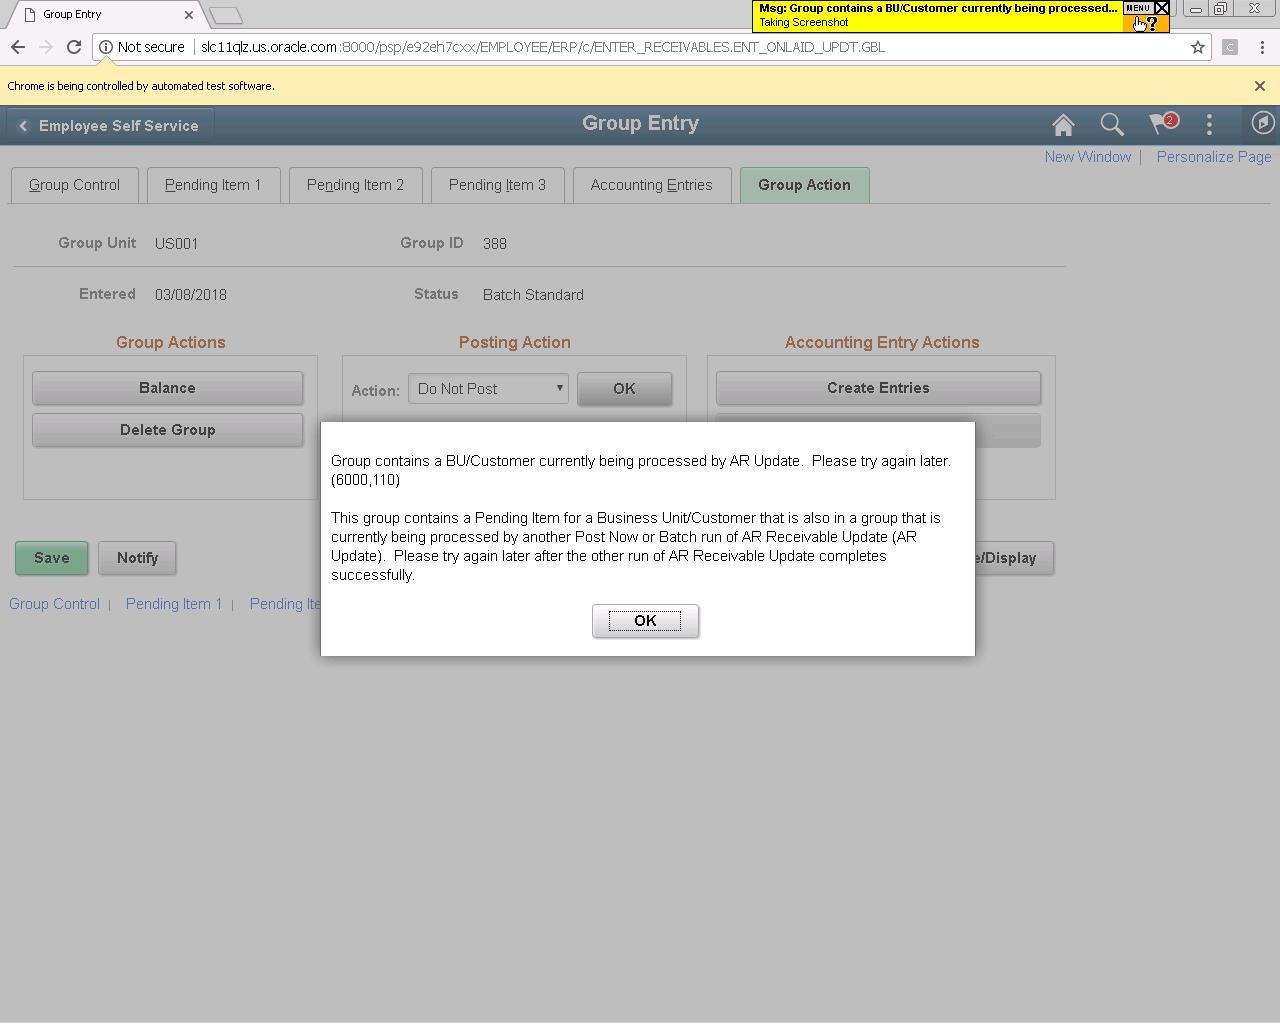 Group Entry
Msg: Group contains a BU/Customer currently being processed...
MENU
Taking Screenshot
?
Not secure
slc11qlz.us.oracle.com:8000/psp/e92eh7cxx/EMPLOYEE/ERP/c/ENTER_RECEIVABLES.ENT_ONLAID_UPDT.GBL
C
Chrome is being controlled by automated test software.
Employee Self Service
Group Entry
2
New Window | Personalize Page
Group Control
Pending Item 1
Pending Item 2
Pending Item 3
Accounting Entries
Group Action
Group Unit US001 Group ID 388
Entered 03/08/2018 Status Batch Standard
Group Actions
Posting Action
Accounting Entry Actions
Balance
Action: Do Not Post OK
Create Entries
Delete Group
Group contains a BU/Customer currently being processed by AR Update.  Please try again later.
(6000,110)
This group contains a Pending Item for a Business Unit/Customer that is also in a group that is
currently being processed by another Post Now or Batch run of AR Receivable Update (AR
Update).  Please try again later after the other run of AR Receivable Update completes
successfully.
OK
Save
Notify
e/Display
Group Control | Pending Item 1 | Pending Ite